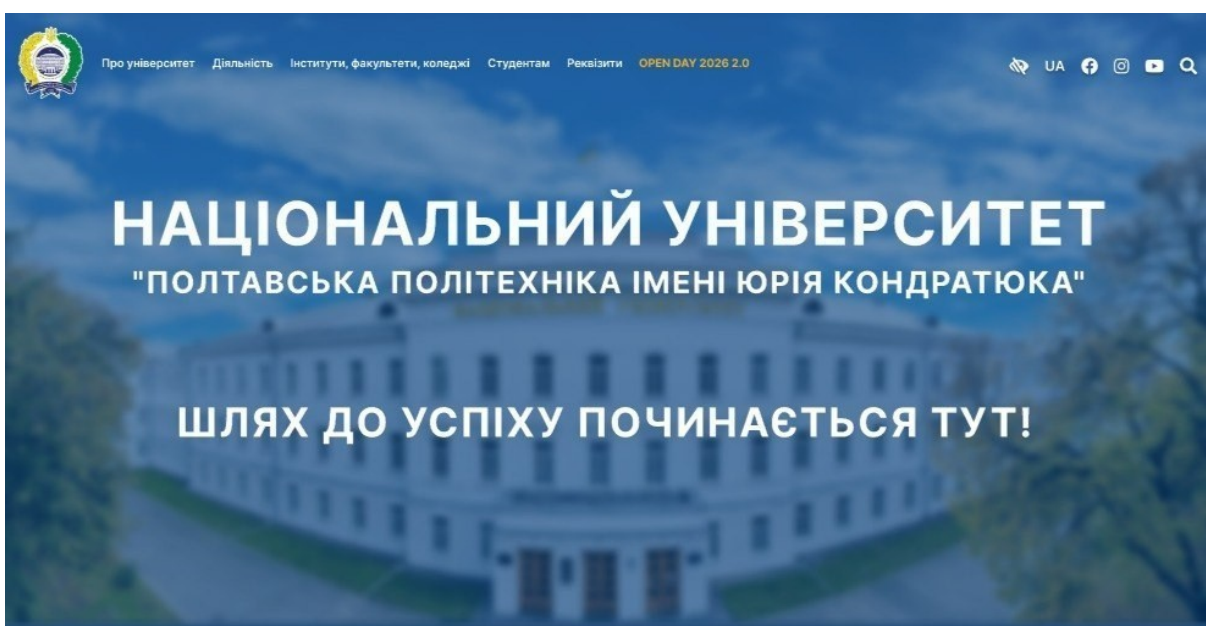 Про університет Діяльність Інститути, факультети, коледжі Студентам Реквізити OPEN DAY 2026 2.0 UA
НАЦІОНАЛЬНИЙ УНІВЕРСИТЕТ
"ПОЛТАВСЬКА ПОЛІТЕХНІКА ІМЕНІ ЮРІЯ КОНДРАТЮКА"
ШЛЯХ ДО УСПІХУ ПОЧИНАЄТЬСЯ ТУТ!